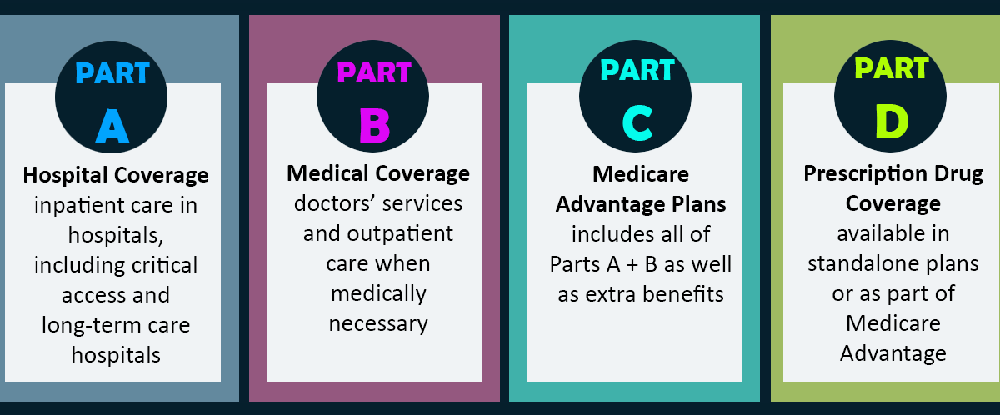 PART
A
Hospital Coverage
inpatient care in
hospitals,
including critical
access and
long-term care
hospitals
PART
B
Medical Coverage
doctors’ services
and outpatient
care when
medically
necessary
PART
C
Medicare
Advantage Plans
includes all of
Parts A + B as well
as extra benefits
PART
D
Prescription Drug
Coverage
available in
standalone plans
or as part of
Medicare
Advantage